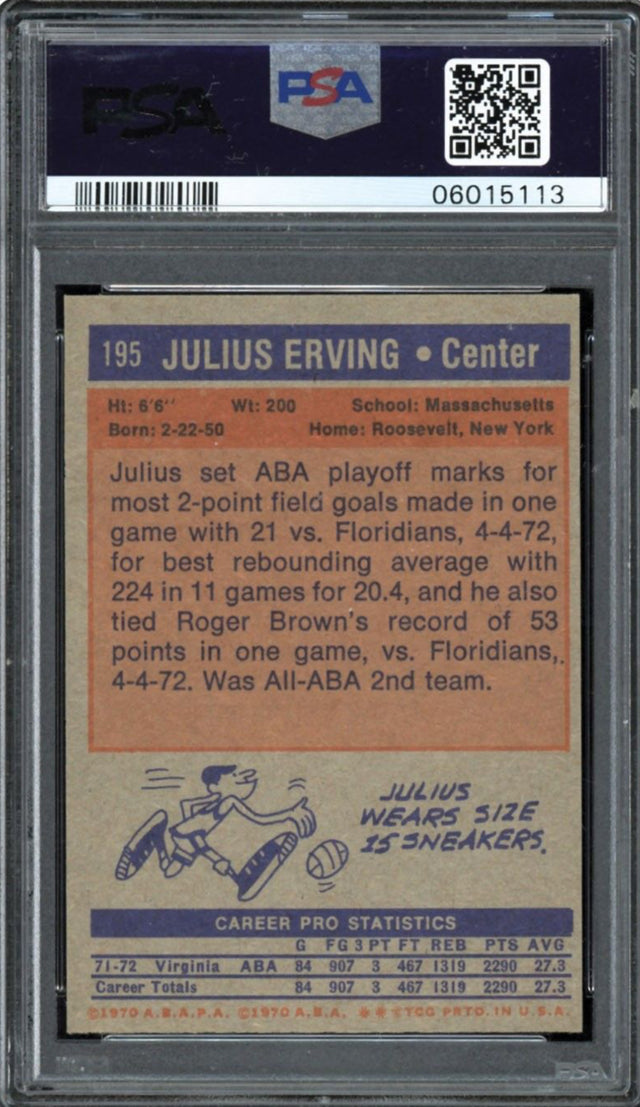 PSA
PSA
06015113
195 JULIUS ERVING • Center
Ht: 6'6" Wt: 200 School: Massachusetts
Born: 2-22-50 Home: Roosevelt, New York
Julius set ABA playoff marks for
most 2-point field goals made in one
game with 21 vs. Floridians, 4-4-72,
for best rebounding average with
224 in 11 games for 20.4, and he also
tied Roger Brown's record of 53
points in one game, vs. Floridians,.
4-4-72. Was All-ABA 2nd team.
JULIUS
WEARS SIZE
15 SNEAKERS.
CAREER PRO STATISTICS
G FG 3 PT FT REB PTS AVG
71-72 Virginia ABA 84 907 3 467 1319 2290 27.3
Career Totals 84 907 3 467 1319 2290 27.3
©1970 A.B.A.P.A. ©1970 A.B.A. ✱ ✱ ©TCG PRTD. IN U.S.A.
PSA